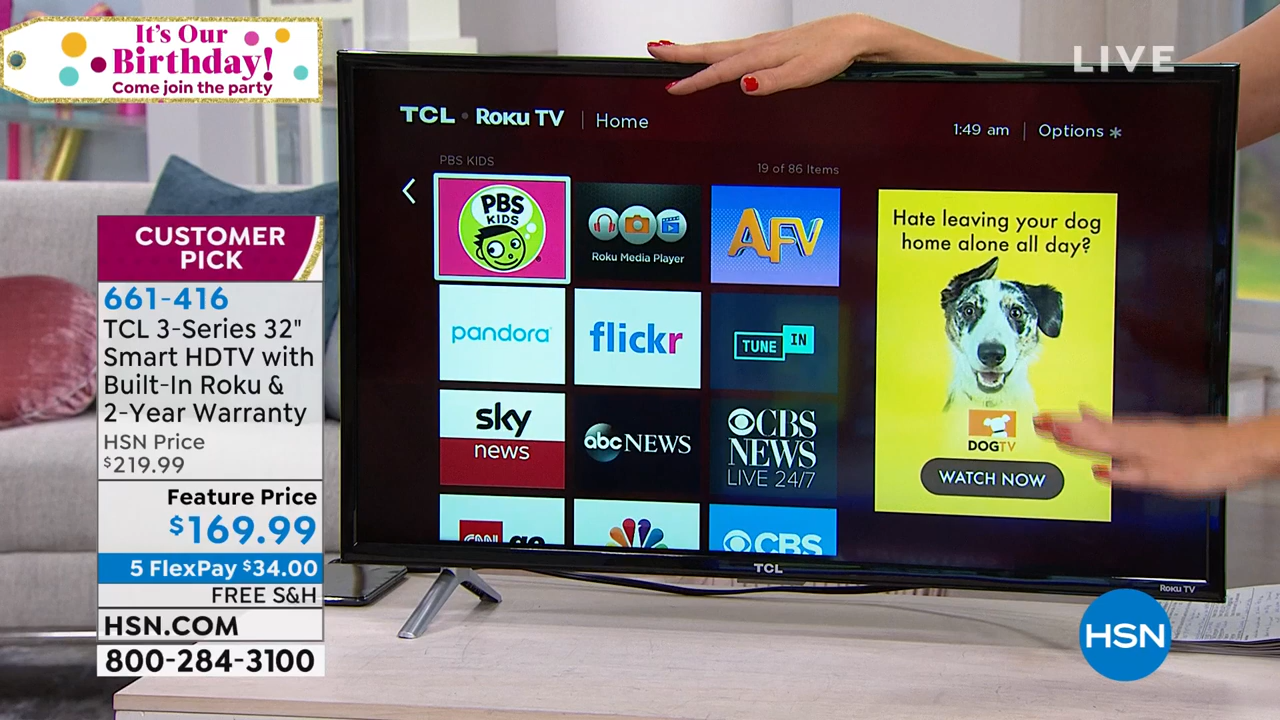 It's Our
Birthday!
Come join the party
LIVE
CUSTOMER
PICK
661-416
TCL 3-Series 32"
Smart HDTV with
Built-In Roku &
2-Year Warranty
HSN Price
$219.99
Feature Price
$169.99
5 FlexPay $34.00
FREE S&H
HSN.COM
800-284-3100
TCL • Roku TV | Home
1:49 am | Options *
PBS KIDS
19 of 86 Items
PBS
KIDS
Roku Media Player
AFV
pandora
flickr
TUNE IN
sky
news
abc NEWS
CBS
NEWS
LIVE 24/7
CNN go
CBS
Hate leaving your dog
home alone all day?
DOGTV
WATCH NOW
TCL
Roku TV
HSN